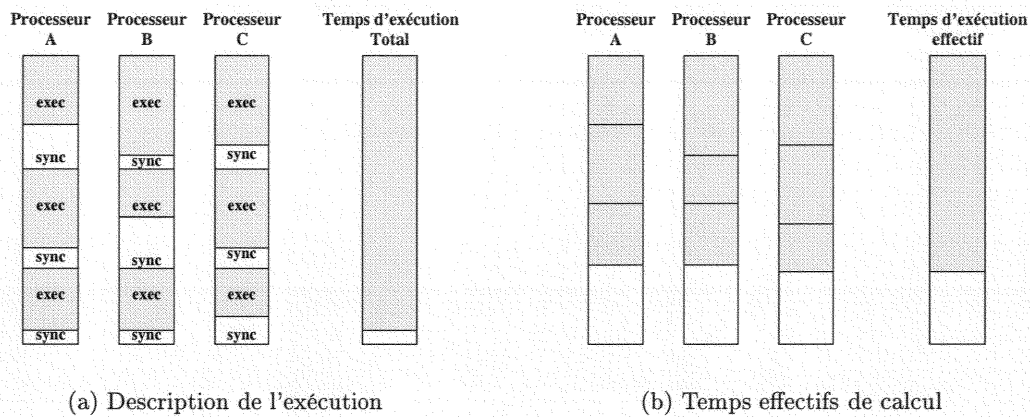 Processeur A
Processeur B
Processeur C
Temps d'exécution Total
exec
exec
exec
sync
sync
sync
exec
exec
exec
sync
sync
sync
exec
exec
exec
sync
sync
sync
(a) Description de l'exécution
Processeur A
Processeur B
Processeur C
Temps d'exécution effectif
(b) Temps effectifs de calcul